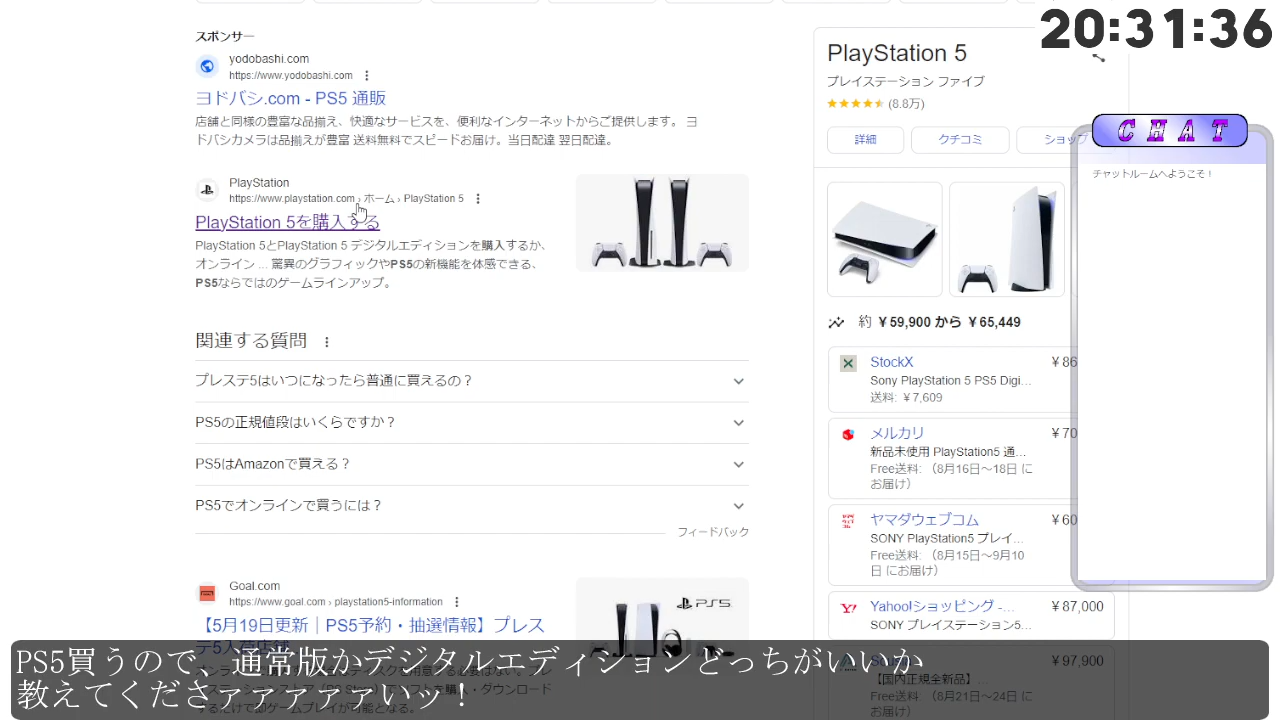 20:31:36
スポンサー
yodobashi.com
https://www.yodobashi.com
ヨドバシ.com - PS5 通販
店舗と同様の豊富な品揃え、快適なサービスを、便利なインターネットからご提供します。 ヨ
ドバシカメラは品揃えが豊富 送料無料でスピードお届け。当日配達 翌日配達。
PlayStation
https://www.playstation.com › ホーム › PlayStation 5
PlayStation 5を購入する
PlayStation 5とPlayStation 5 デジタルエディションを購入するか、
オンライン ... 驚異のグラフィックやPS5の新機能を体感できる、
PS5ならではのゲームラインアップ。
関連する質問
プレステ5はいつになったら普通に買えるの？
PS5の正規値段はいくらですか？
PS5はAmazonで買える？
PS5でオンラインで買うには？
フィードバック
Goal.com
https://www.goal.com › playstation5-information
【5月19日更新｜PS5予約・抽選情報】プレス
PS5
PlayStation 5
プレイステーション ファイブ
(8.8万)
詳細
クチコミ
ショップ
約 ￥59,900 から ￥65,449
StockX
￥86
Sony PlayStation 5 PS5 Digi...
送料: ￥7,609
メルカリ
￥70
新品未使用 PlayStation5 通...
Free送料: （8月16日～18日 に
お届け）
ヤマダウェブコム
￥60
SONY PlayStation5 プレイ...
Free送料: （8月15日～9月10
日 にお届け）
Yahoo!ショッピング -...
￥87,000
SONY プレイステーション5...
￥97,900
【国内正規全新品】...
Free送料: （8月21日～24日 に
お届け）
CHAT
チャットルームへようこそ！
PS5買うので、通常版かデジタルエディションどっちがいいか
教えてくださァァァァいッ！